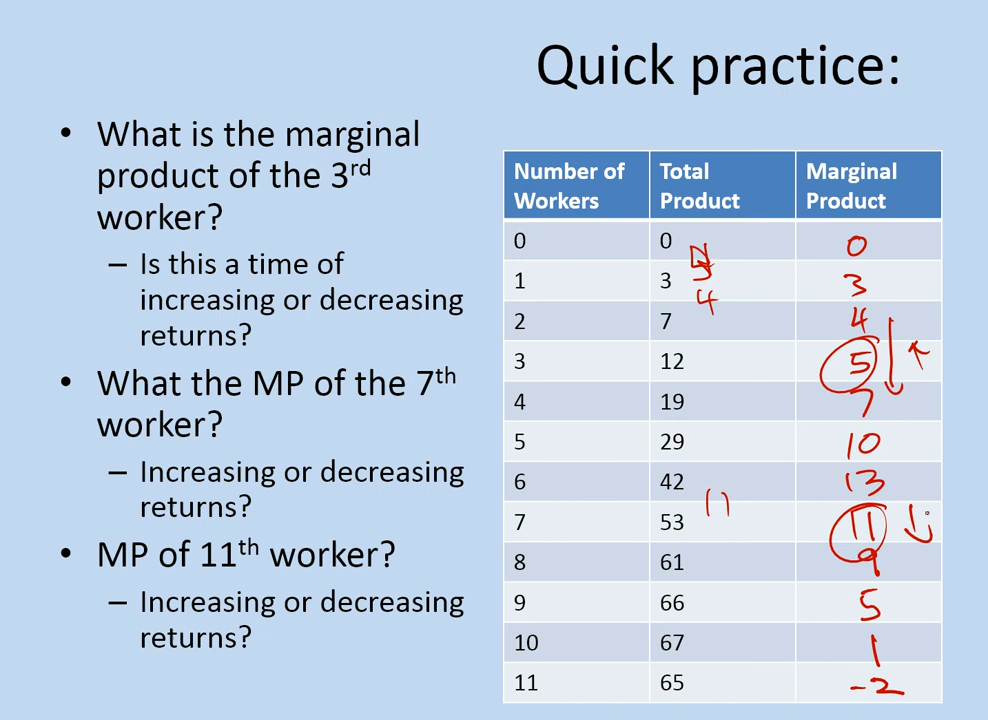 Quick practice:
• What is the marginal
product of the 3rd
worker?
– Is this a time of
increasing or decreasing
returns?
• What the MP of the 7th
worker?
– Increasing or decreasing
returns?
• MP of 11th worker?
– Increasing or decreasing
returns?
Number of Workers Total Product Marginal Product
0 0 0
1 3 3
4
2 7 4
3 12 5
4 19 7
5 29 10
6 42 13
11
7 53 11
8 61 9
9 66 5
10 67 1
11 65 -2